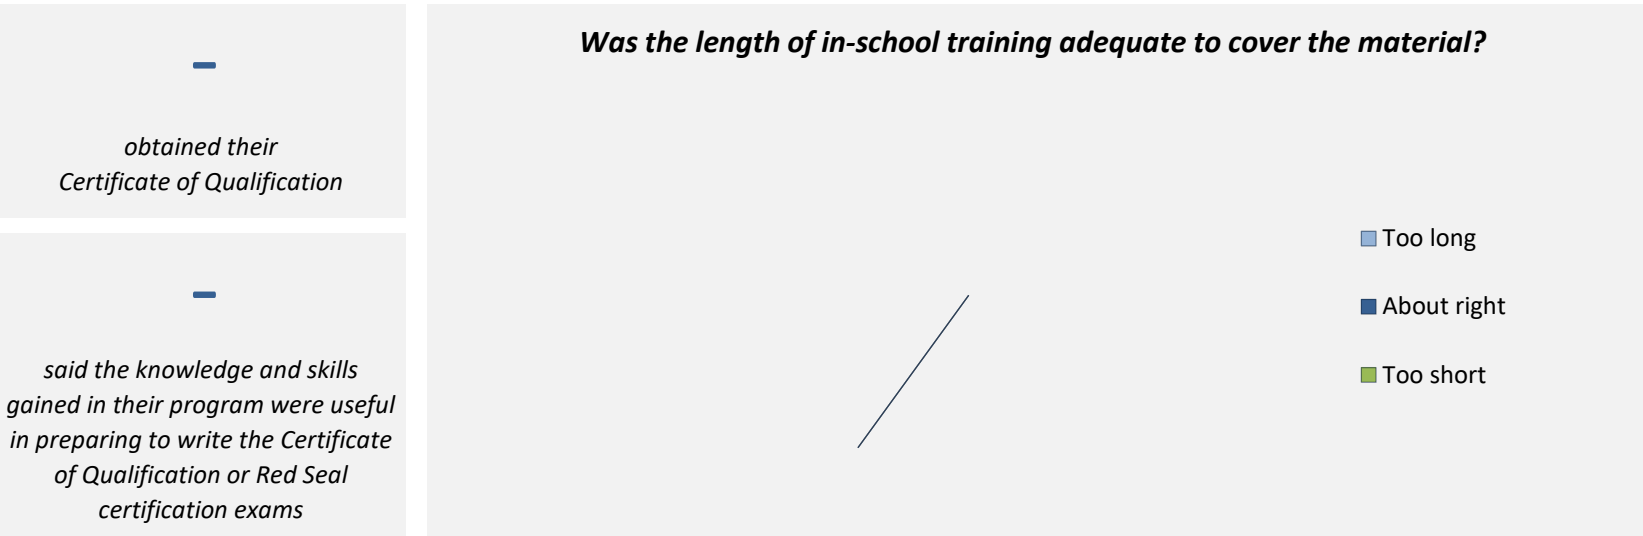 -
obtained their
Certificate of Qualification
-
said the knowledge and skills
gained in their program were useful
in preparing to write the Certificate
of Qualification or Red Seal
certification exams
Was the length of in-school training adequate to cover the material?
Too long
About right
Too short